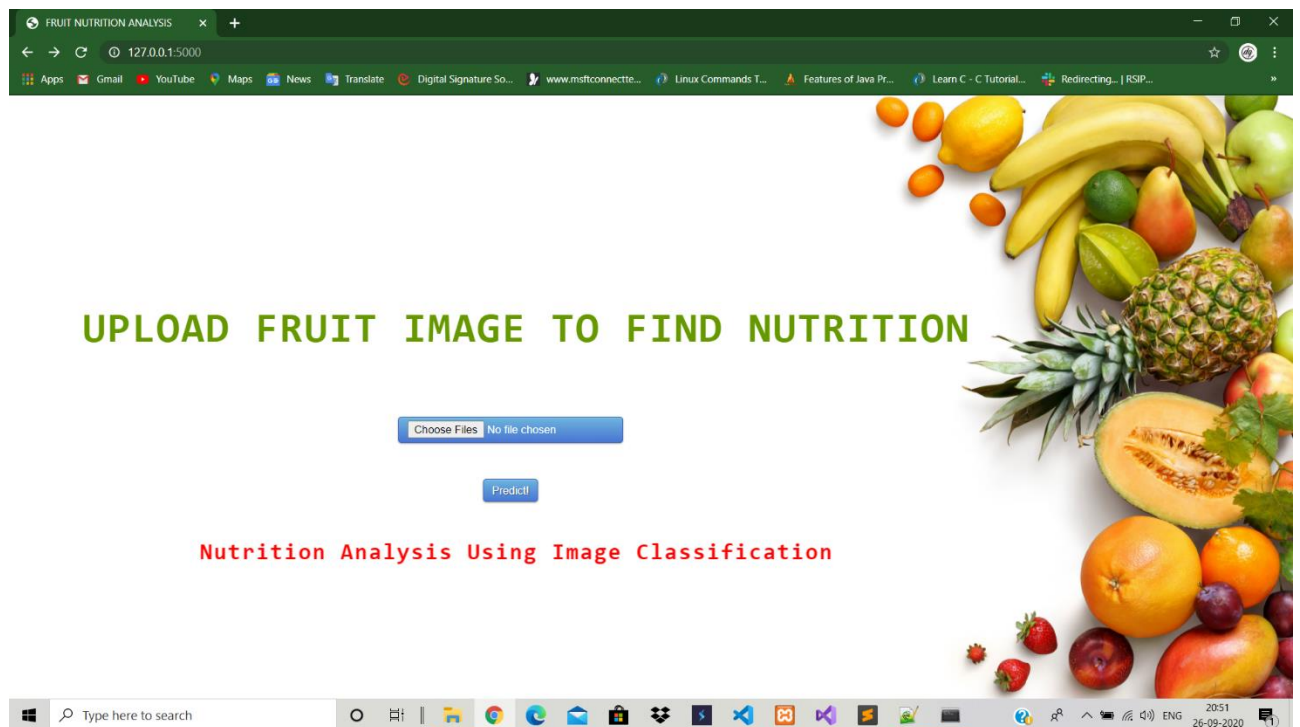 FRUIT NUTRITION ANALYSIS
127.0.0.1:5000
Apps Gmail YouTube Maps News Translate Digital Signature So... www.msftconnectte... Linux Commands T... Features of Java Pr... Learn C - C Tutorial... Redirecting... | RSIP... »
UPLOAD FRUIT IMAGE TO FIND NUTRITION
Choose Files No file chosen
Predict!
Nutrition Analysis Using Image Classification
Type here to search
ENG
20:51
26-09-2020
1